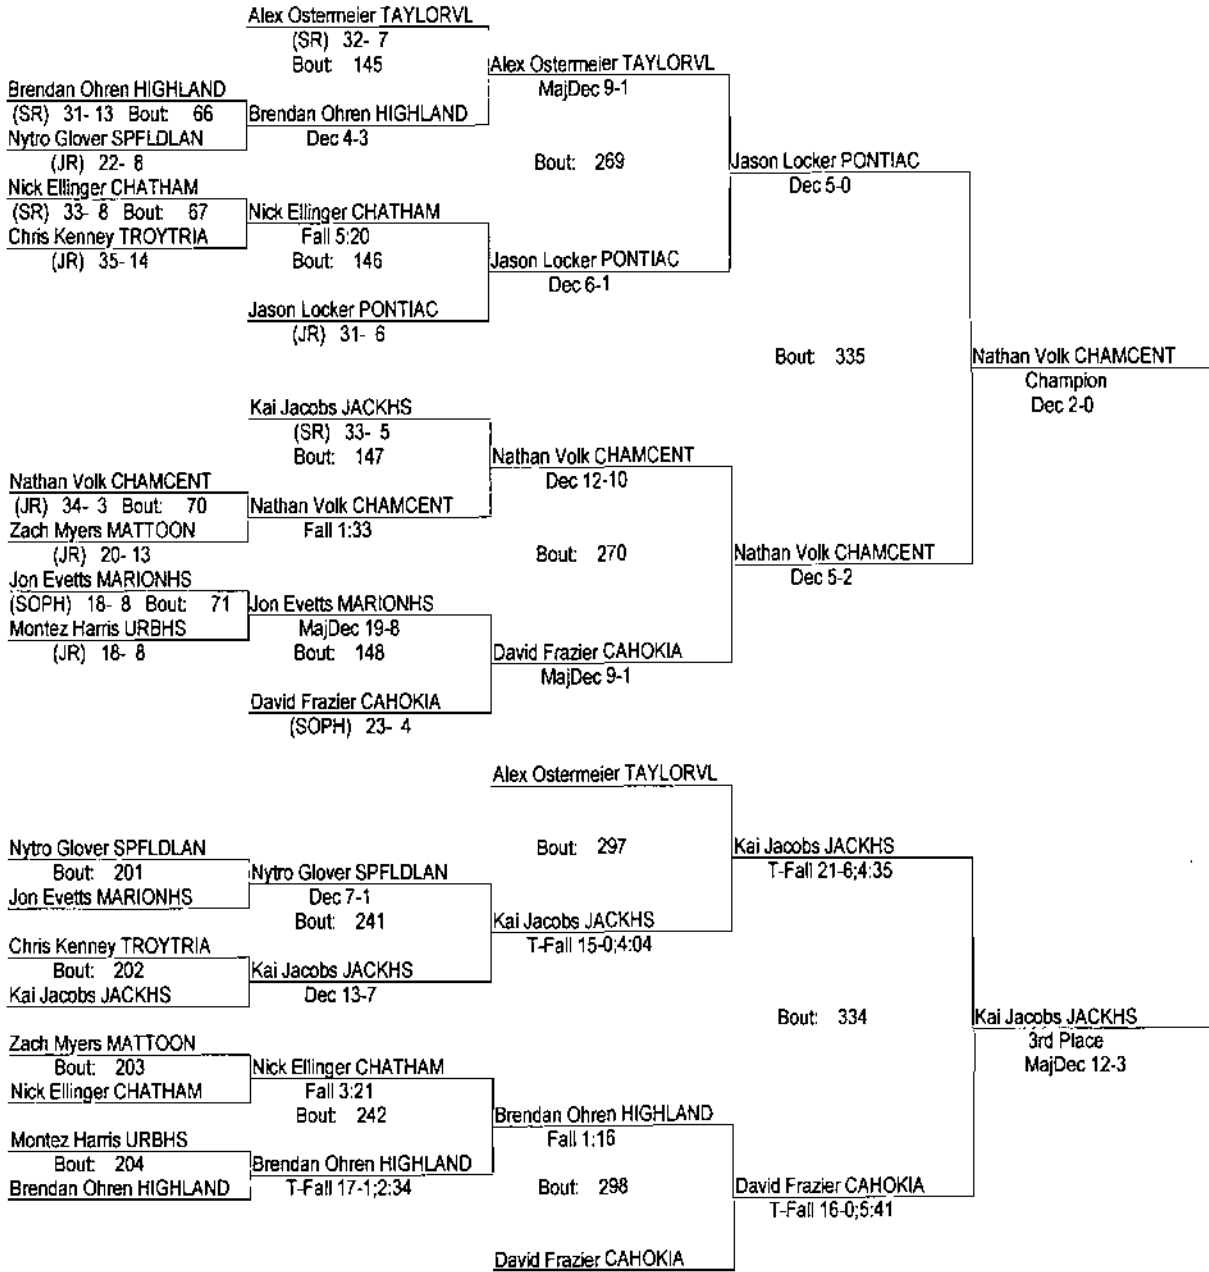 Alex Ostermeier TAYLORVL
(SR) 32- 7
Bout: 145
Alex Ostermeier TAYLORVL
MajDec 9-1
Brendan Ohren HIGHLAND
(SR) 31- 13 Bout: 66
Brendan Ohren HIGHLAND
Dec 4-3
Nytro Glover SPFLDLAN
(JR) 22- 8
Bout: 269
Jason Locker PONTIAC
Dec 5-0
Nick Ellinger CHATHAM
(SR) 33- 8 Bout: 67
Nick Ellinger CHATHAM
Fall 5:20
Chris Kenney TROYTRIA
(JR) 35- 14
Bout: 146
Jason Locker PONTIAC
Dec 6-1
Jason Locker PONTIAC
(JR) 31- 6
Bout: 335
Nathan Volk CHAMCENT
Champion
Dec 2-0
Kai Jacobs JACKHS
(SR) 33- 5
Bout: 147
Nathan Volk CHAMCENT
Dec 12-10
Nathan Volk CHAMCENT
(JR) 34- 3 Bout: 70
Nathan Volk CHAMCENT
Fall 1:33
Zach Myers MATTOON
(JR) 20- 13
Bout: 270
Nathan Volk CHAMCENT
Dec 5-2
Jon Evetts MARIONHS
(SOPH) 18- 8 Bout: 71
Jon Evetts MARIONHS
MajDec 19-8
Montez Harris URBHS
(JR) 18- 8
Bout: 148
David Frazier CAHOKIA
MajDec 9-1
David Frazier CAHOKIA
(SOPH) 23- 4
Alex Ostermeier TAYLORVL
Bout: 297
Kai Jacobs JACKHS
T-Fall 21-6;4:35
Nytro Glover SPFLDLAN
Bout: 201
Nytro Glover SPFLDLAN
Dec 7-1
Jon Evetts MARIONHS
Bout: 241
Kai Jacobs JACKHS
T-Fall 15-0;4:04
Chris Kenney TROYTRIA
Bout: 202
Kai Jacobs JACKHS
Dec 13-7
Kai Jacobs JACKHS
Bout: 334
Kai Jacobs JACKHS
3rd Place
MajDec 12-3
Zach Myers MATTOON
Bout: 203
Nick Ellinger CHATHAM
Fall 3:21
Nick Ellinger CHATHAM
Bout: 242
Brendan Ohren HIGHLAND
Fall 1:16
Montez Harris URBHS
Bout: 204
Brendan Ohren HIGHLAND
T-Fall 17-1;2:34
Brendan Ohren HIGHLAND
Bout: 298
David Frazier CAHOKIA
T-Fall 16-0;5:41
David Frazier CAHOKIA